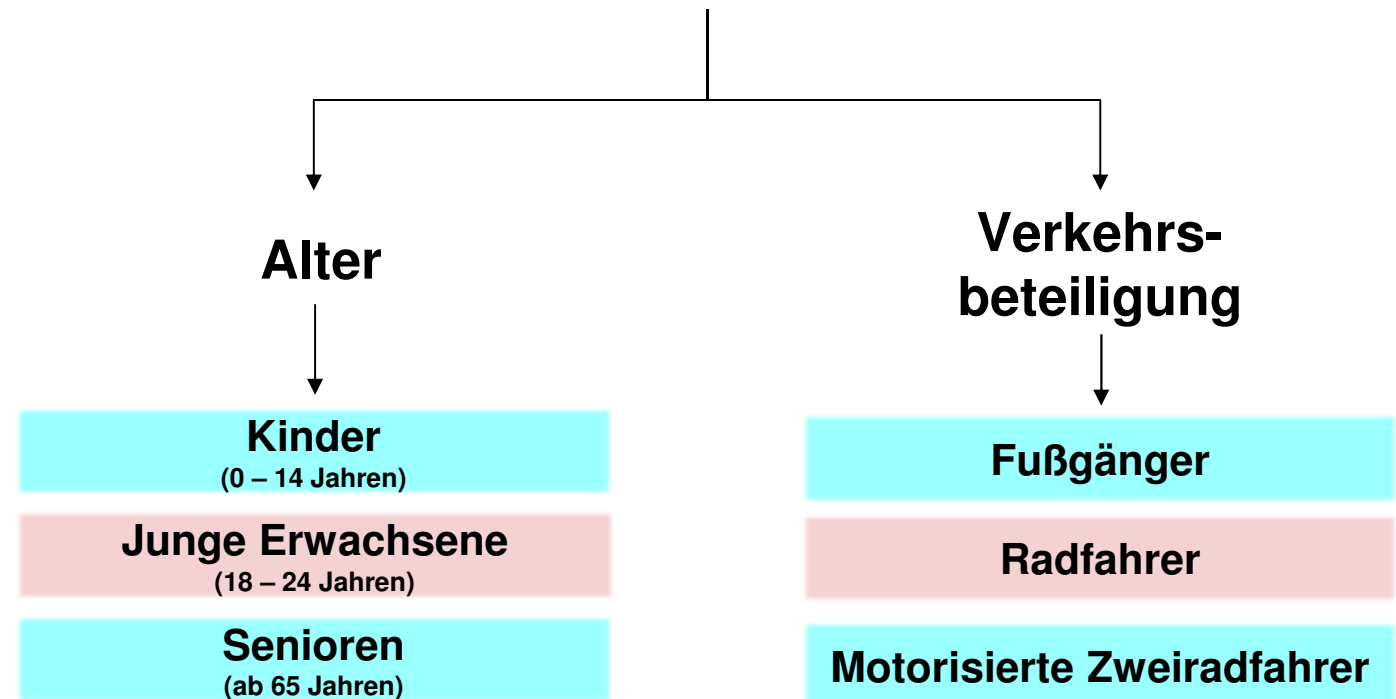 Alter
Kinder
(0 – 14 Jahren)
Junge Erwachsene
(18 – 24 Jahren)
Senioren
(ab 65 Jahren)
Verkehrs-
beteiligung
Fußgänger
Radfahrer
Motorisierte Zweiradfahrer